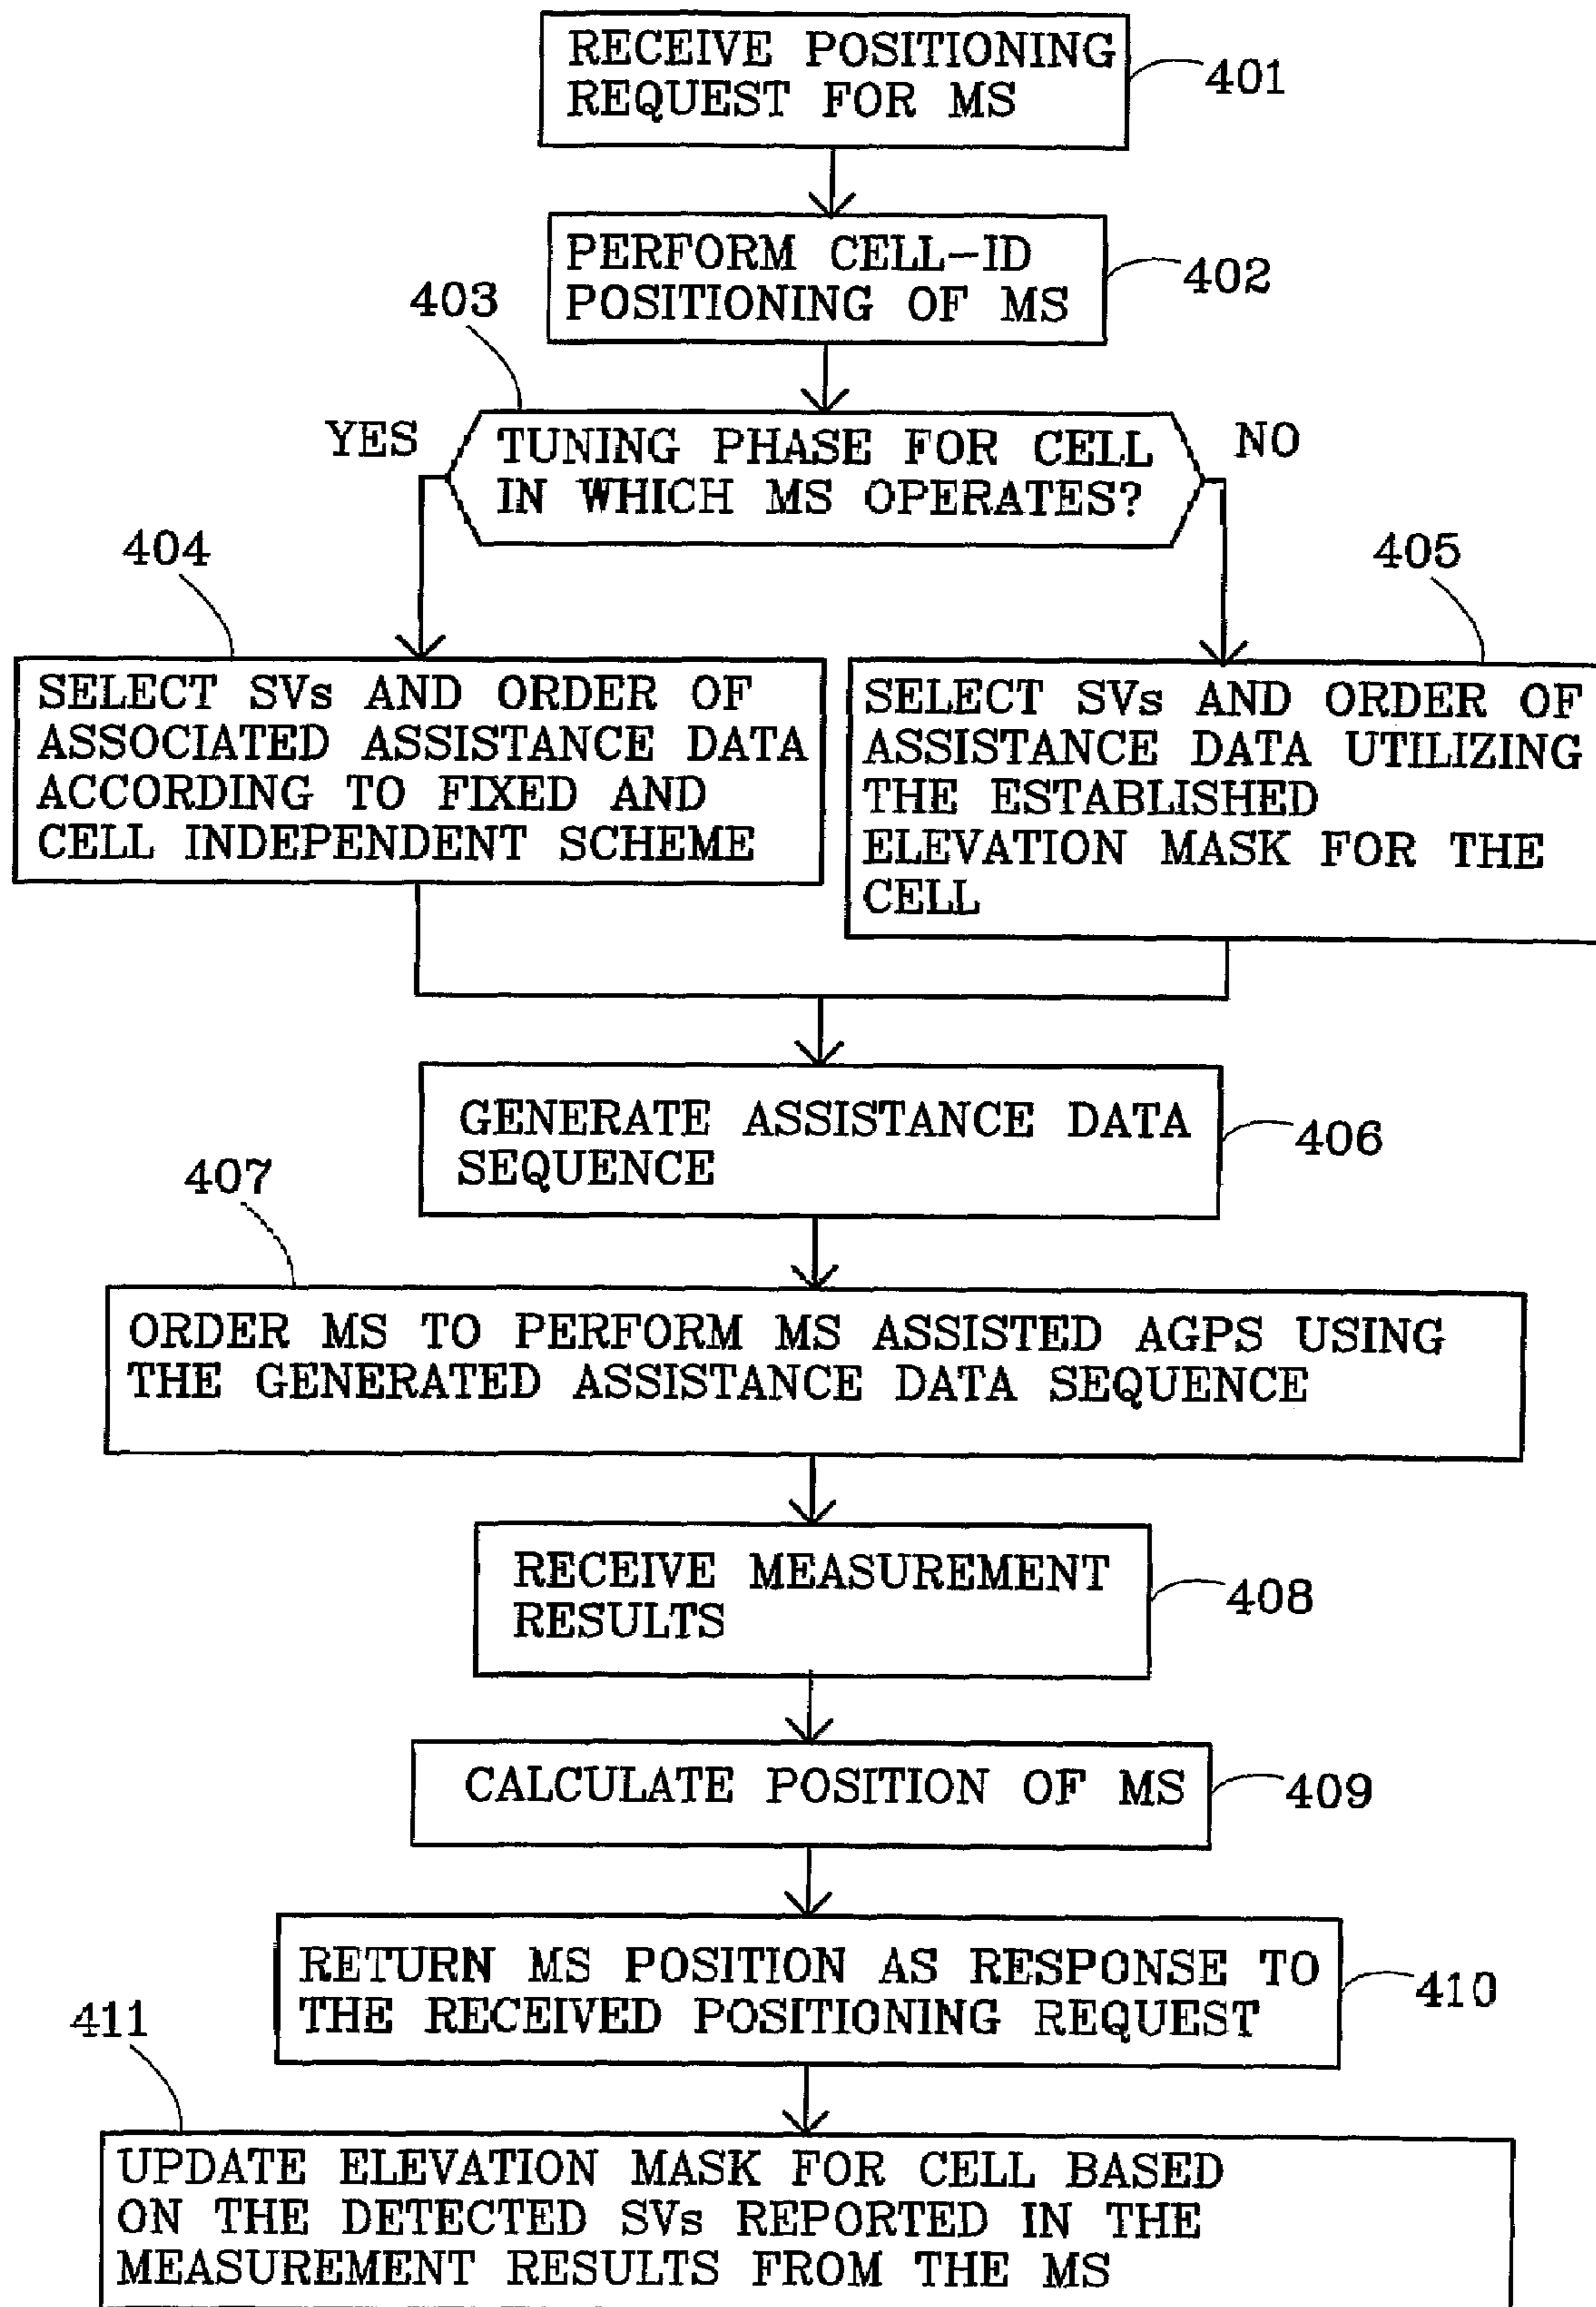 RECEIVE POSITIONING
REQUEST FOR MS
401
PERFORM CELL-ID
POSITIONING OF MS
402
403
YES
TUNING PHASE FOR CELL
IN WHICH MS OPERATES?
NO
404
SELECT SVs AND ORDER OF
ASSOCIATED ASSISTANCE DATA
ACCORDING TO FIXED AND
CELL INDEPENDENT SCHEME
405
SELECT SVs AND ORDER OF
ASSISTANCE DATA UTILIZING
THE ESTABLISHED
ELEVATION MASK FOR THE
CELL
GENERATE ASSISTANCE DATA
SEQUENCE
406
407
ORDER MS TO PERFORM MS ASSISTED AGPS USING
THE GENERATED ASSISTANCE DATA SEQUENCE
RECEIVE MEASUREMENT
RESULTS
408
CALCULATE POSITION OF MS
409
RETURN MS POSITION AS RESPONSE TO
THE RECEIVED POSITIONING REQUEST
410
411
UPDATE ELEVATION MASK FOR CELL BASED
ON THE DETECTED SVs REPORTED IN THE
MEASUREMENT RESULTS FROM THE MS